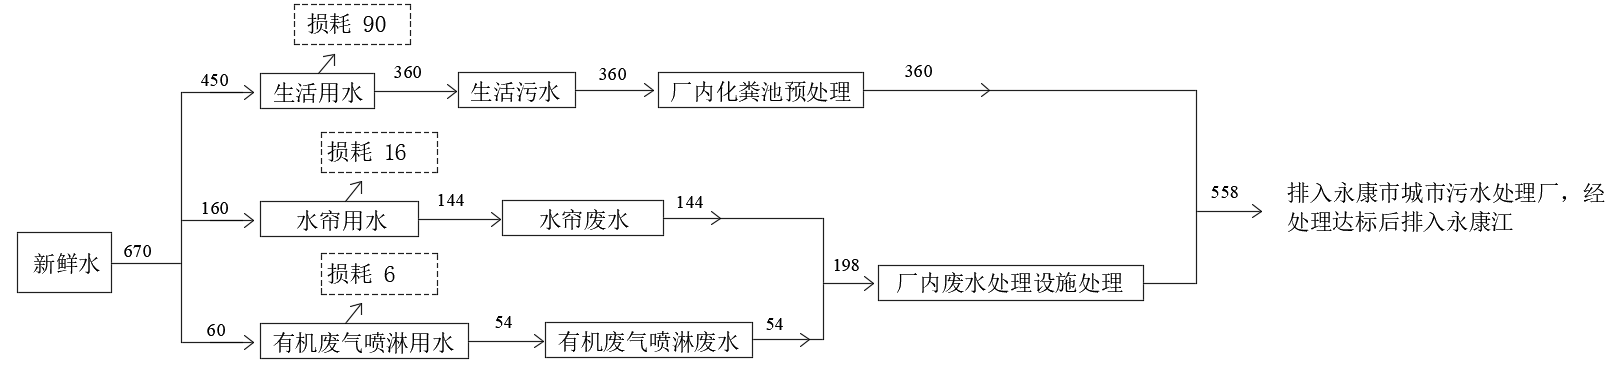 损耗 90
450
生活用水
360
生活污水
360
厂内化粪池预处理
360
损耗 16
160
水帘用水
144
水帘废水
144
558
排入永康市城市污水处理厂，经
处理达标后排入永康江
新鲜水
670
损耗 6
198
厂内废水处理设施处理
60
有机废气喷淋用水
54
有机废气喷淋废水
54